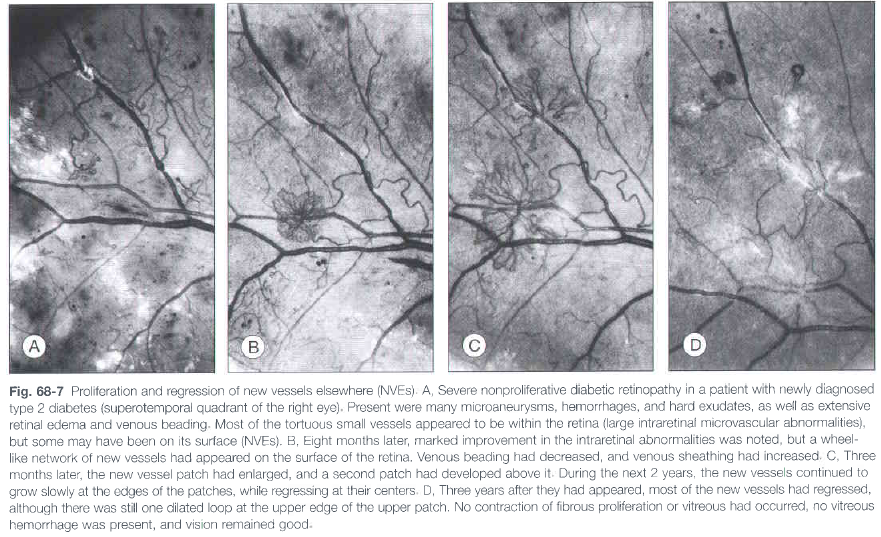 A
B
C
D
Fig. 68-7 Proliferation and regression of new vessels elsewhere (NVEs). A, Severe nonproliferative diabetic retinopathy in a patient with newly diagnosed
type 2 diabetes (superotemporal quadrant of the right eye). Present were many microaneurysms, hemorrhages, and hard exudates, as well as extensive
retinal edema and venous beading. Most of the tortuous small vessels appeared to be within the retina (large intraretinal microvascular abnormalities),
but some may have been on its surface (NVEs). B, Eight months later, marked improvement in the intraretinal abnormalities was noted, but a wheel-
like network of new vessels had appeared on the surface of the retina. Venous beading had decreased, and venous sheathing had increased. C, Three
months later, the new vessel patch had enlarged, and a second patch had developed above it. During the next 2 years, the new vessels continued to
grow slowly at the edges of the patches, while regressing at their centers. D, Three years after they had appeared, most of the new vessels had regressed,
although there was still one dilated loop at the upper edge of the upper patch. No contraction of fibrous proliferation or vitreous had occurred, no vitreous
hemorrhage was present, and vision remained good.